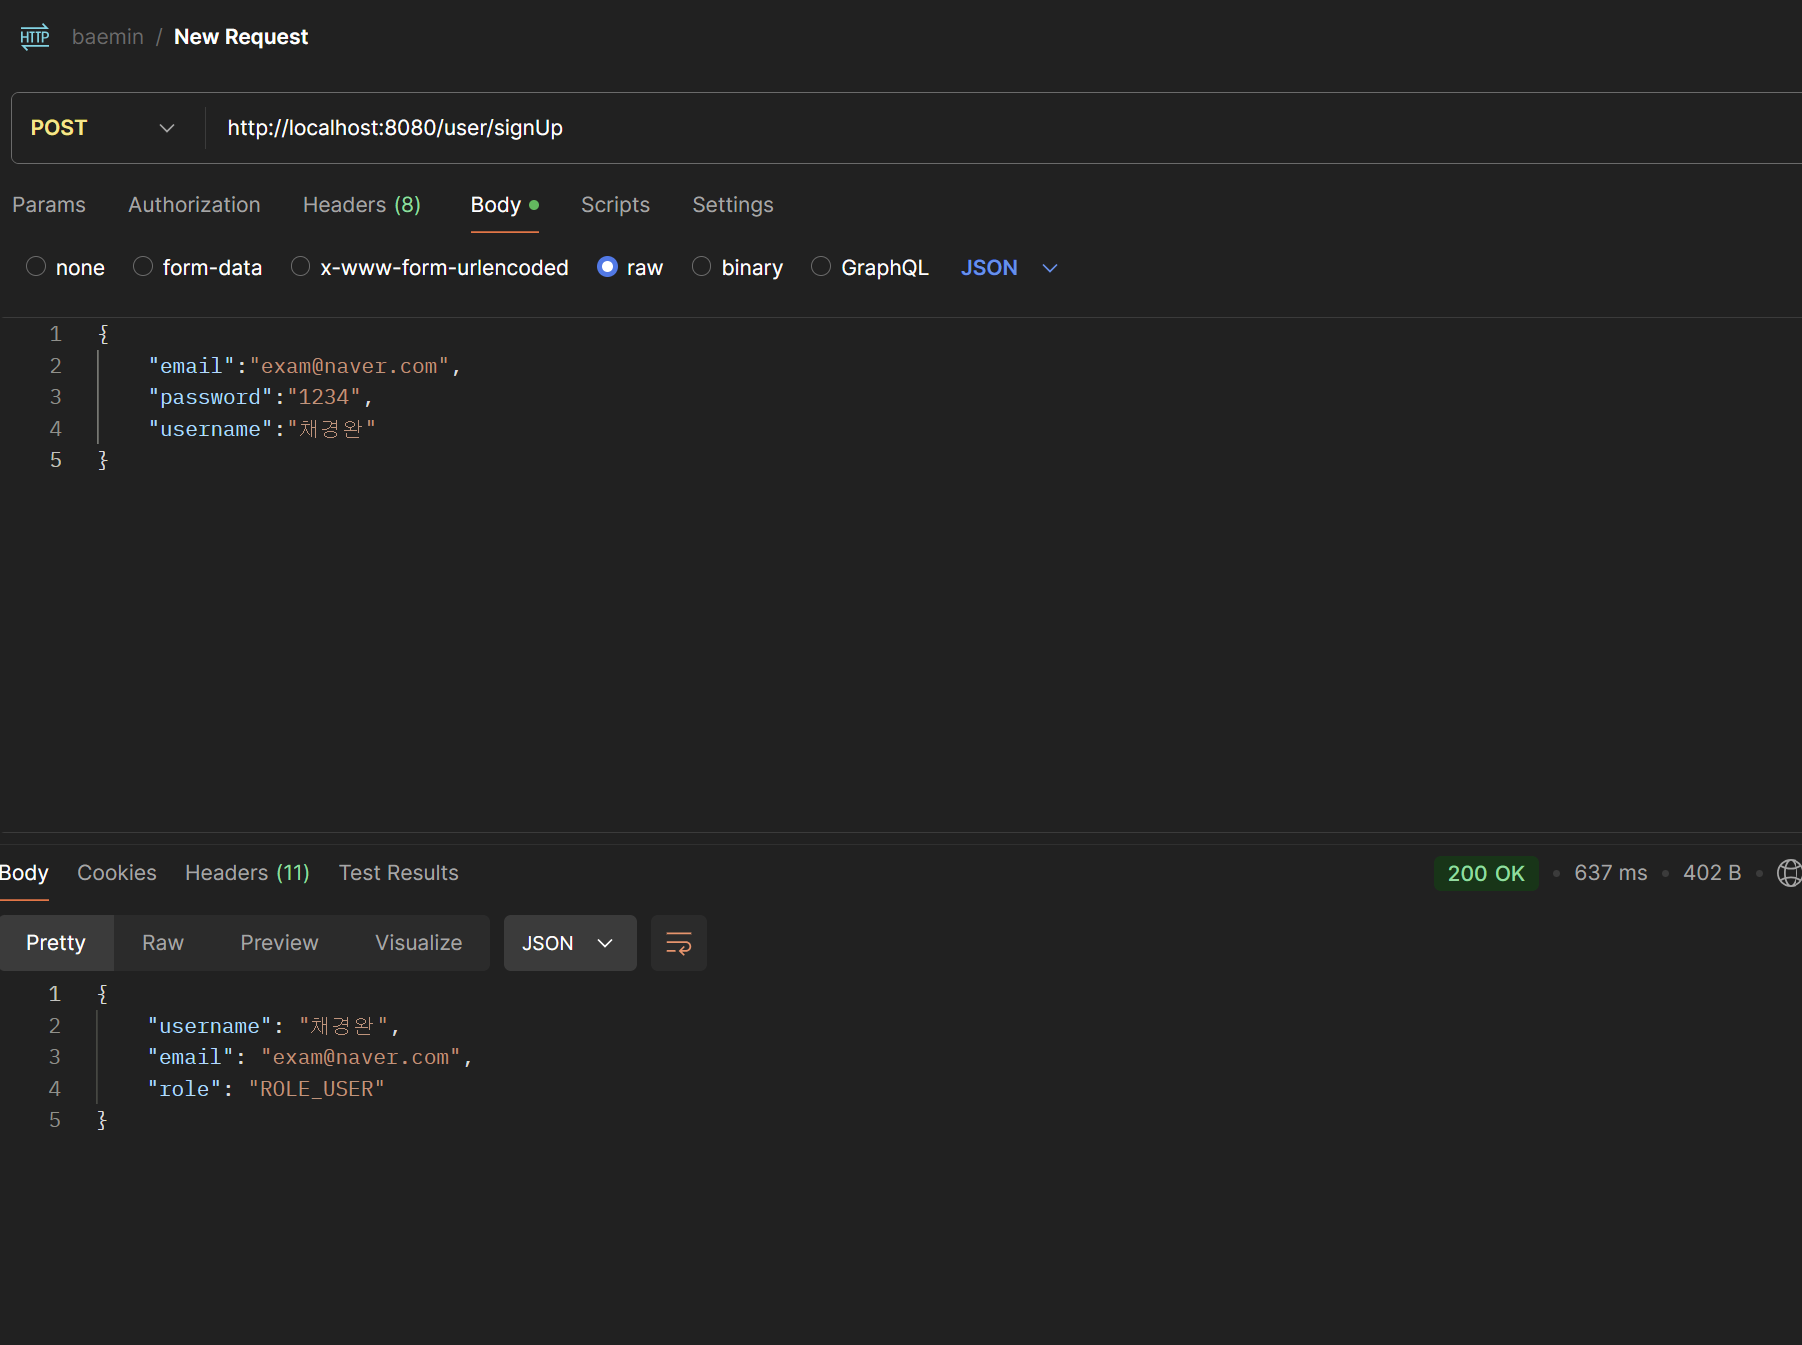 HTTP baemin / New Request
POST http://localhost:8080/user/signUp
Params Authorization Headers (8) Body Scripts Settings
none form-data x-www-form-urlencoded raw binary GraphQL JSON
1 {
2 "email":"exam@naver.com",
3 "password":"1234",
4 "username":"채경완"
5 }
Body Cookies Headers (11) Test Results 200 OK • 637 ms • 402 B •
Pretty Raw Preview Visualize JSON
1 {
2 "username": "채경완",
3 "email": "exam@naver.com",
4 "role": "ROLE_USER"
5 }